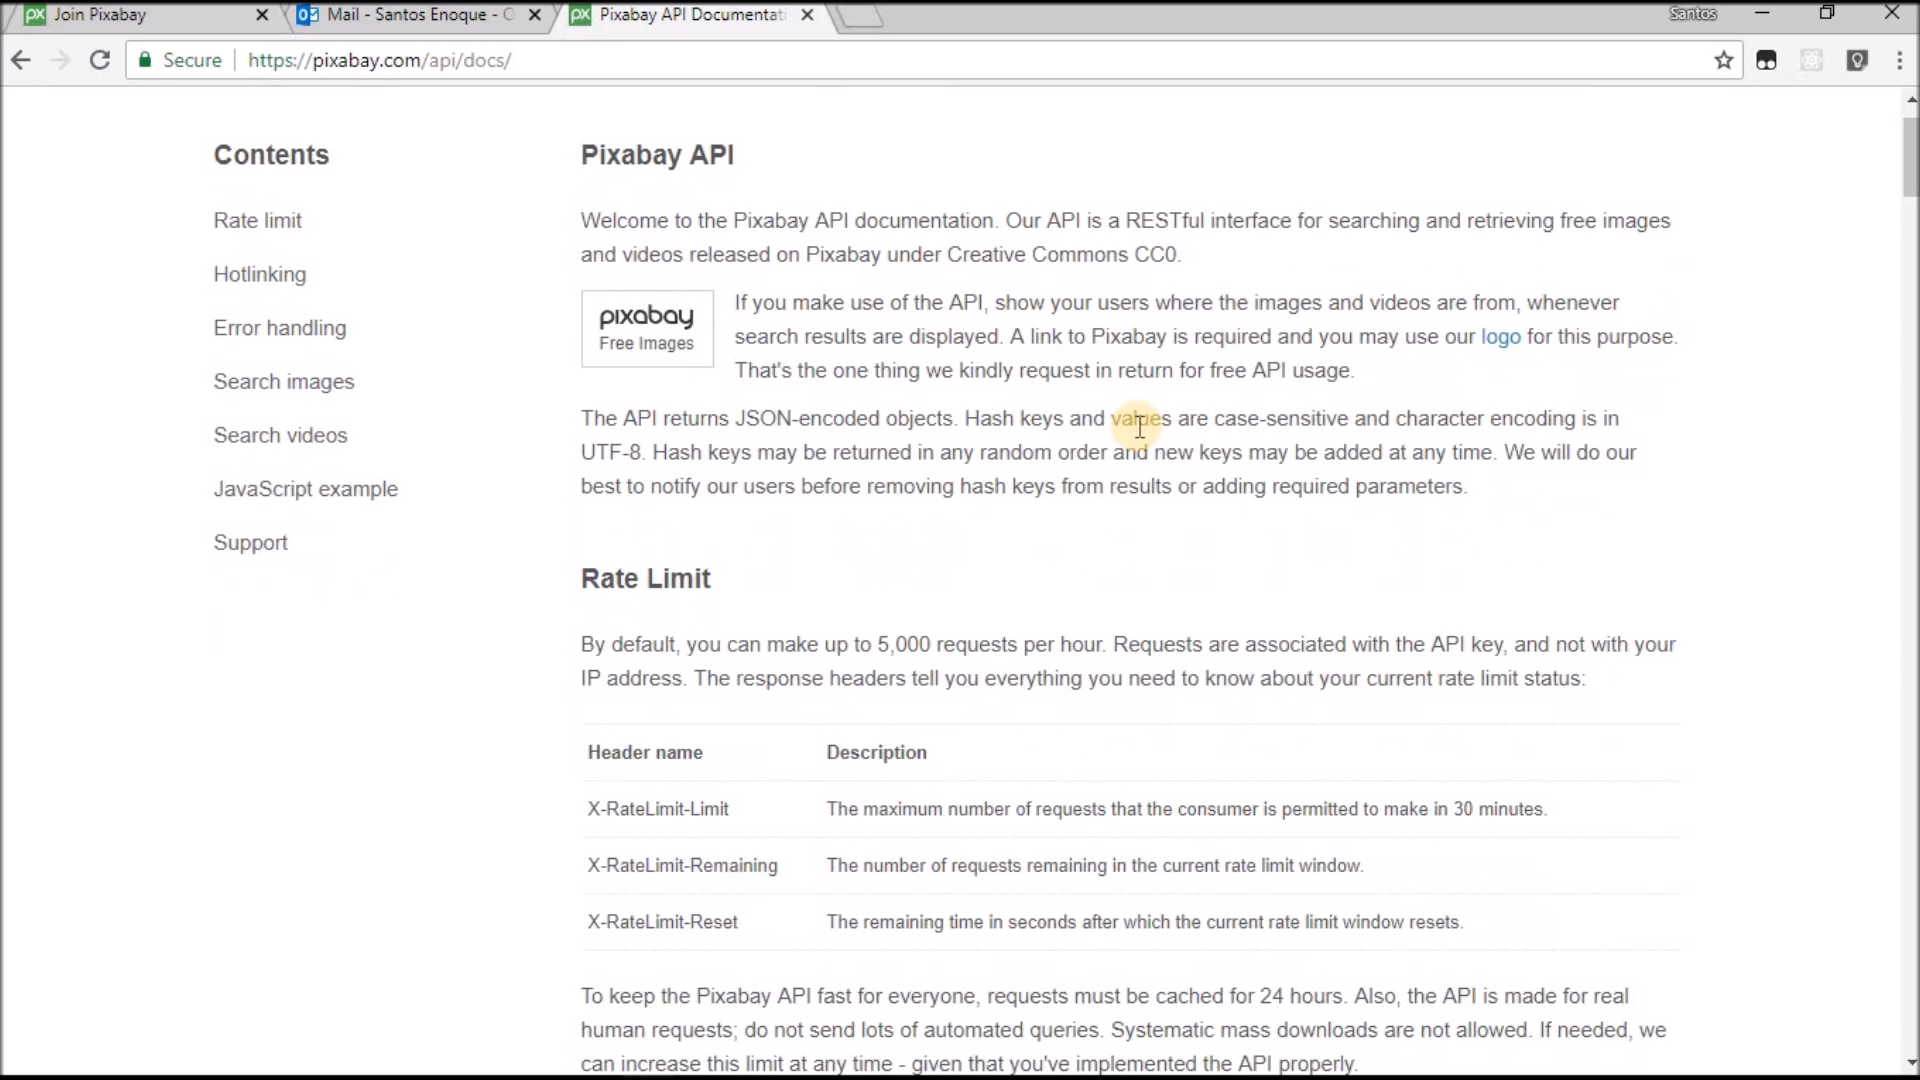 Join Pixabay
Mail - Santos Enoque - O
Pixabay API Documentati
Santos
Secure
https://pixabay.com/api/docs/
Contents
Rate limit
Hotlinking
Error handling
Search images
Search videos
JavaScript example
Support
Pixabay API
Welcome to the Pixabay API documentation. Our API is a RESTful interface for searching and retrieving free images
and videos released on Pixabay under Creative Commons CC0.
pixabay
Free Images
If you make use of the API, show your users where the images and videos are from, whenever
search results are displayed. A link to Pixabay is required and you may use our logo for this purpose.
That's the one thing we kindly request in return for free API usage.
The API returns JSON-encoded objects. Hash keys and values are case-sensitive and character encoding is in
UTF-8. Hash keys may be returned in any random order and new keys may be added at any time. We will do our
best to notify our users before removing hash keys from results or adding required parameters.
Rate Limit
By default, you can make up to 5,000 requests per hour. Requests are associated with the API key, and not with your
IP address. The response headers tell you everything you need to know about your current rate limit status:
Header name Description
X-RateLimit-Limit The maximum number of requests that the consumer is permitted to make in 30 minutes.
X-RateLimit-Remaining The number of requests remaining in the current rate limit window.
X-RateLimit-Reset The remaining time in seconds after which the current rate limit window resets.
To keep the Pixabay API fast for everyone, requests must be cached for 24 hours. Also, the API is made for real
human requests; do not send lots of automated queries. Systematic mass downloads are not allowed. If needed, we
can increase this limit at any time - given that you've implemented the API properly.